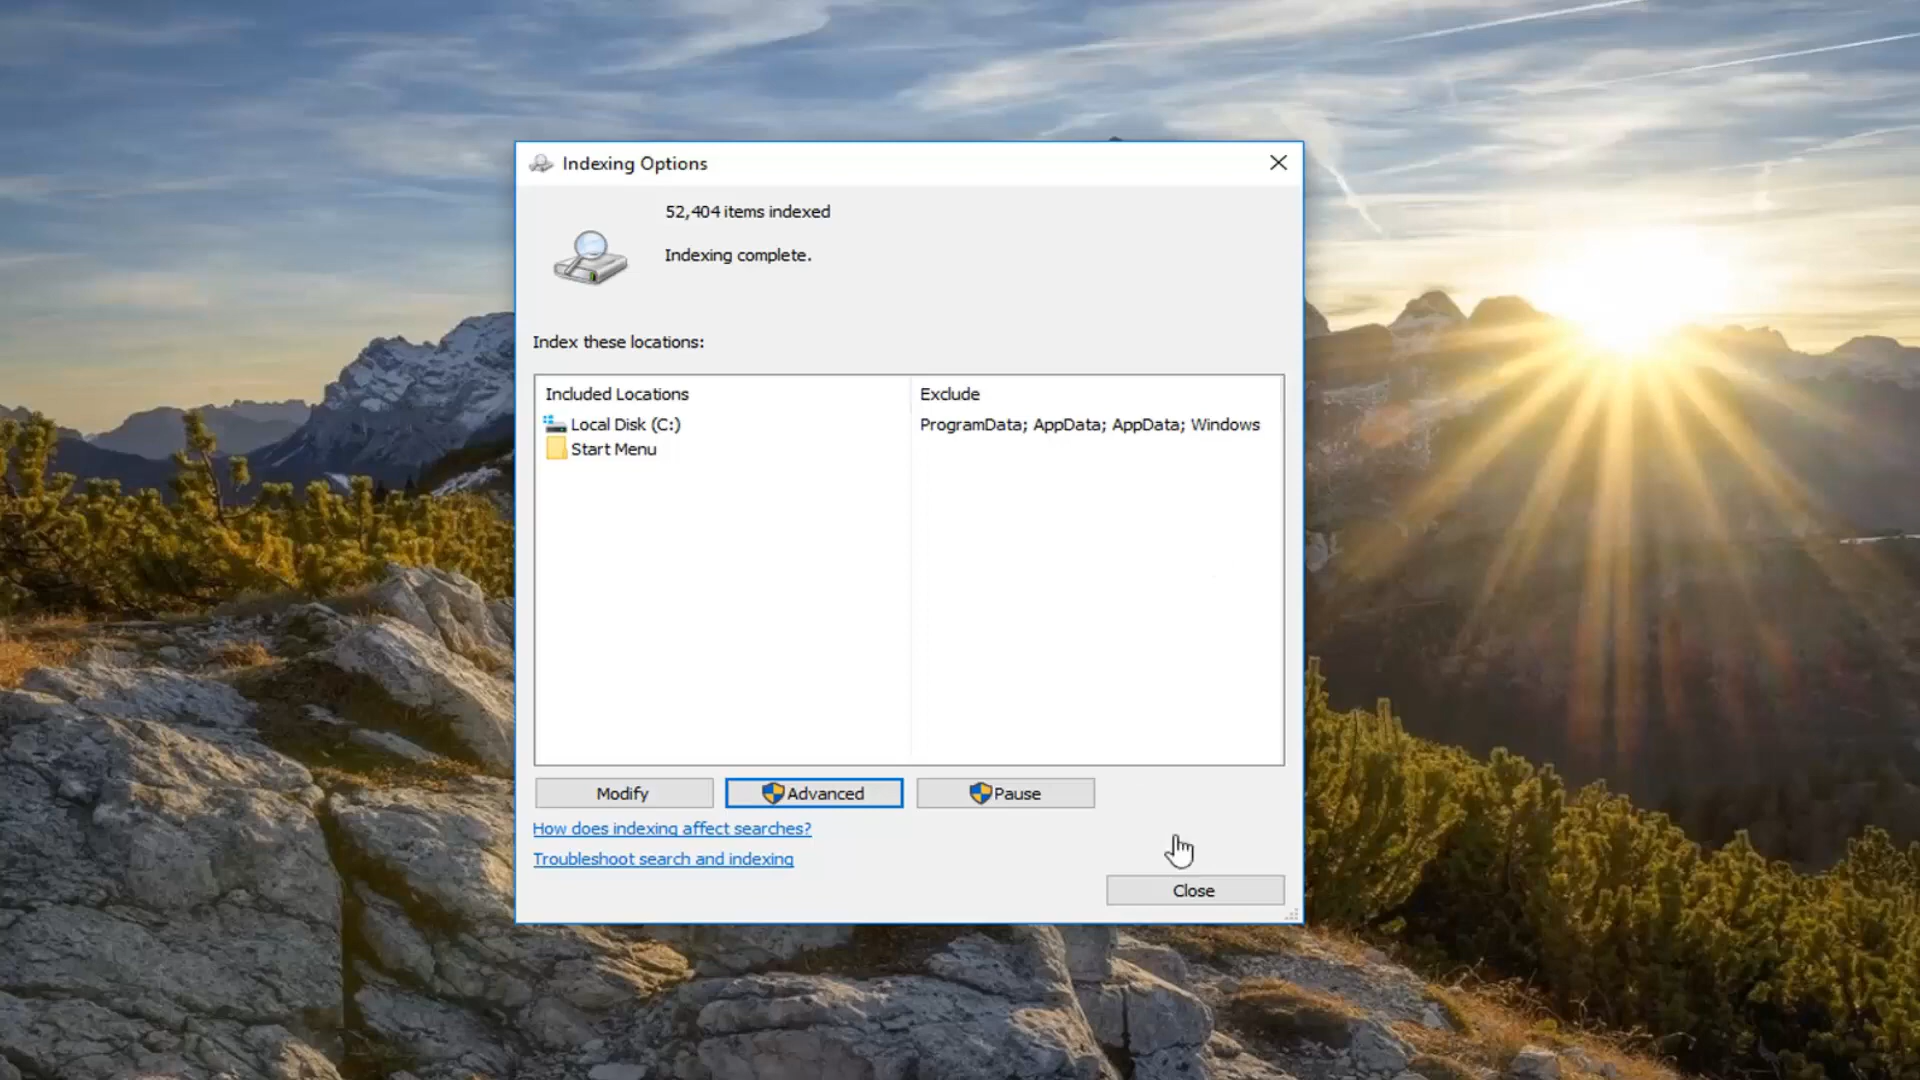 Indexing Options
52,404 items indexed
Indexing complete.
Index these locations:
Included Locations
Exclude
Local Disk (C:)
ProgramData; AppData; AppData; Windows
Start Menu
Modify
Advanced
Pause
How does indexing affect searches?
Troubleshoot search and indexing
Close